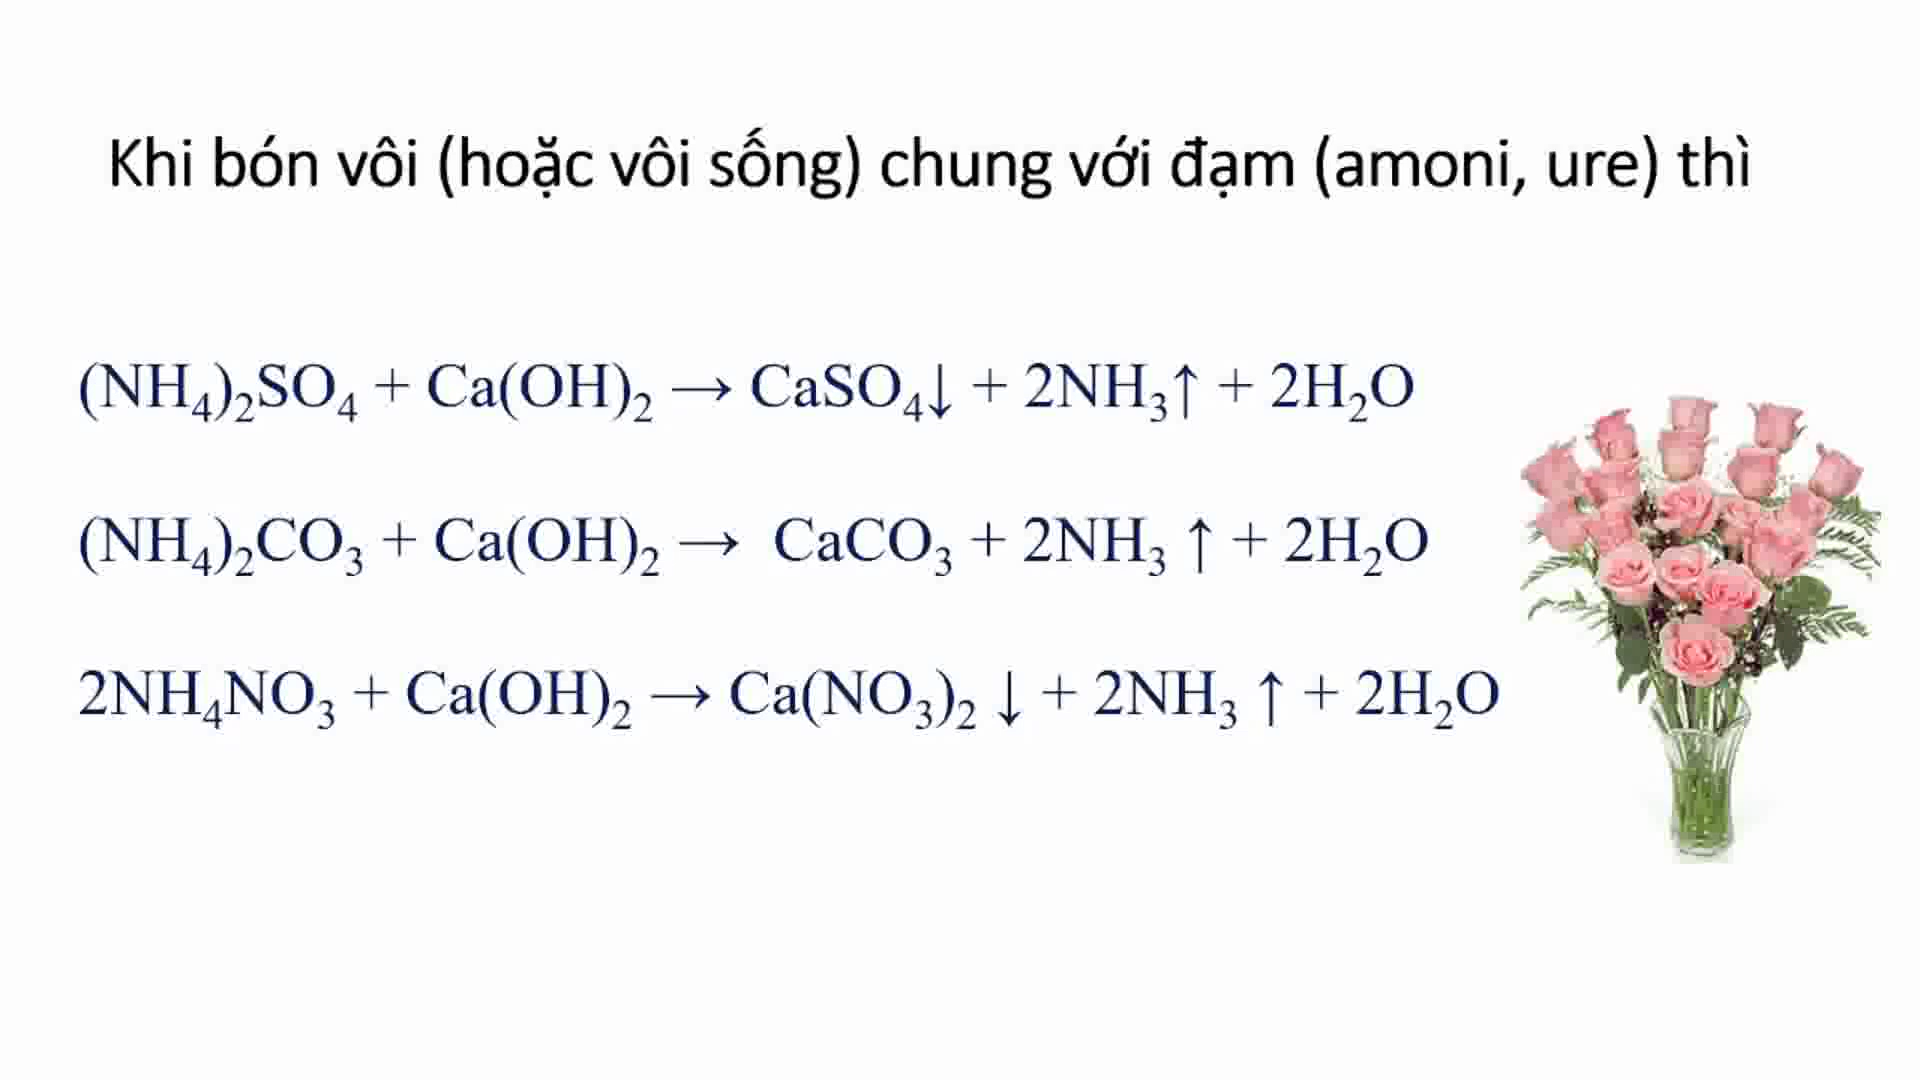 Khi bón vôi (hoặc vôi sống) chung với đạm (amoni, ure) thì
(NH₄)₂SO₄ + Ca(OH)₂ → CaSO₄↓ + 2NH₃↑ + 2H₂O
(NH₄)₂CO₃ + Ca(OH)₂ → CaCO₃ + 2NH₃ ↑ + 2H₂O
2NH₄NO₃ + Ca(OH)₂ → Ca(NO₃)₂ ↓ + 2NH₃ ↑ + 2H₂O